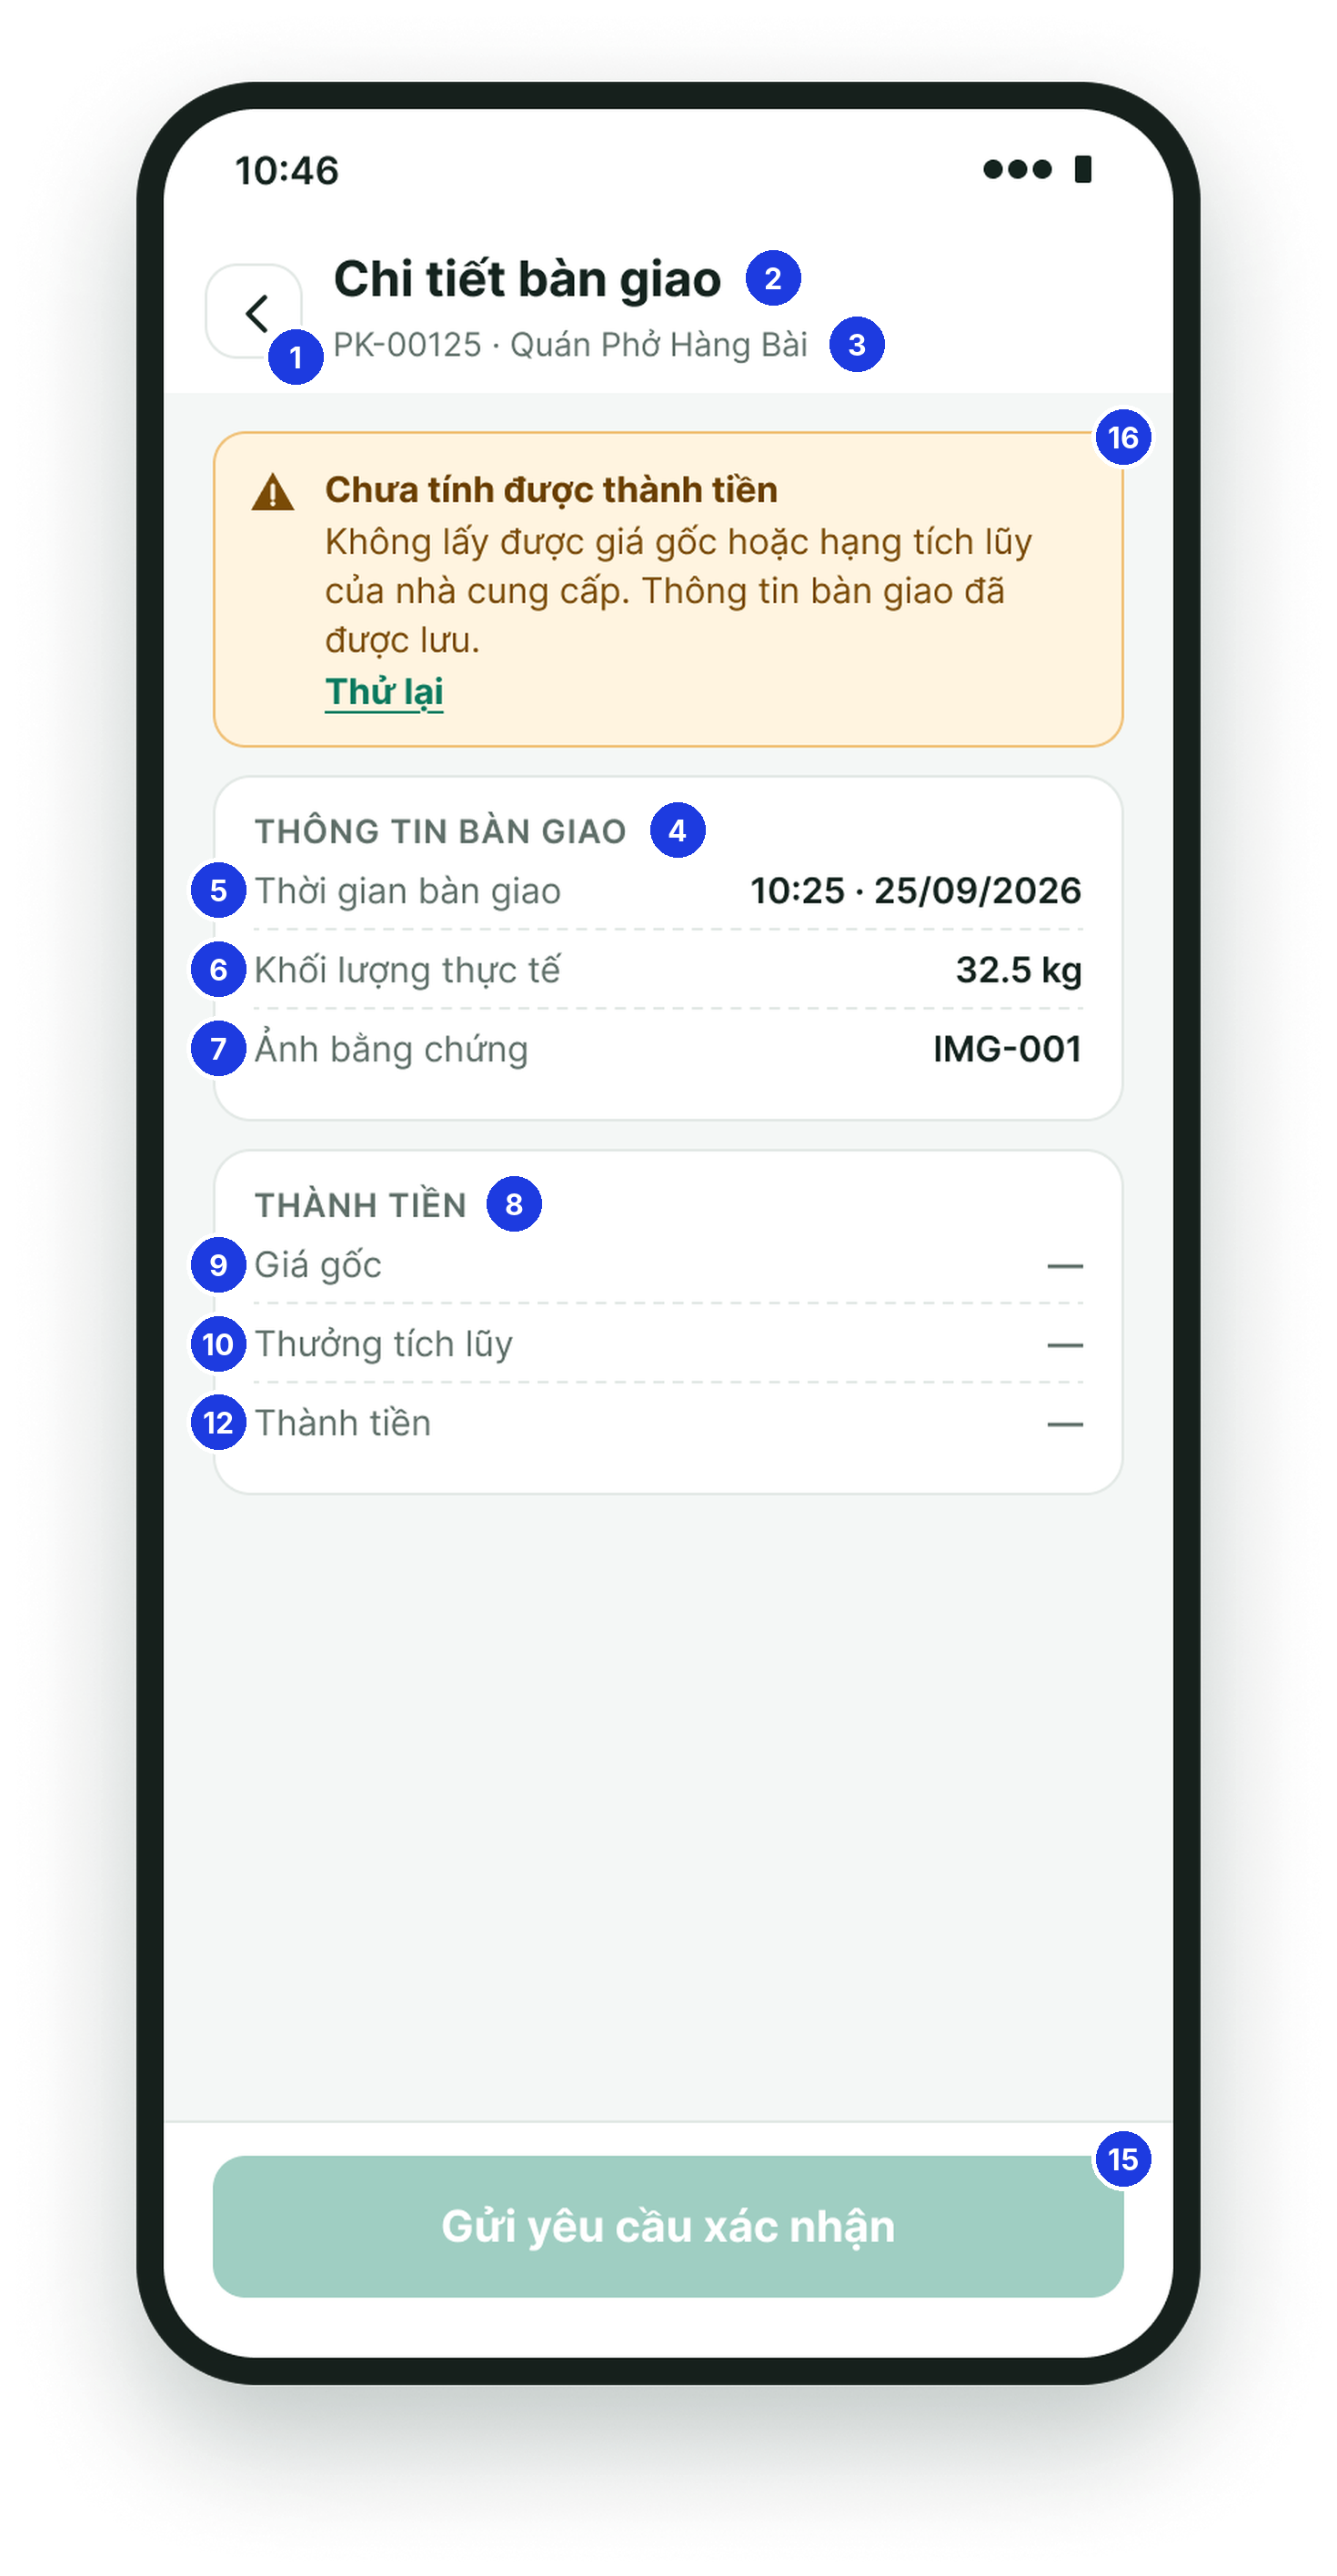 10:46
Chi tiết bàn giao 2
1 PK-00125 · Quán Phở Hàng Bài 3
16
Chưa tính được thành tiền
Không lấy được giá gốc hoặc hạng tích lũy
của nhà cung cấp. Thông tin bàn giao đã
được lưu.
Thử lại
THÔNG TIN BÀN GIAO 4
5 Thời gian bàn giao 10:25 · 25/09/2026
6 Khối lượng thực tế 32.5 kg
7 Ảnh bằng chứng IMG-001
THÀNH TIỀN 8
9 Giá gốc —
10 Thưởng tích lũy —
12 Thành tiền —
15
Gửi yêu cầu xác nhận